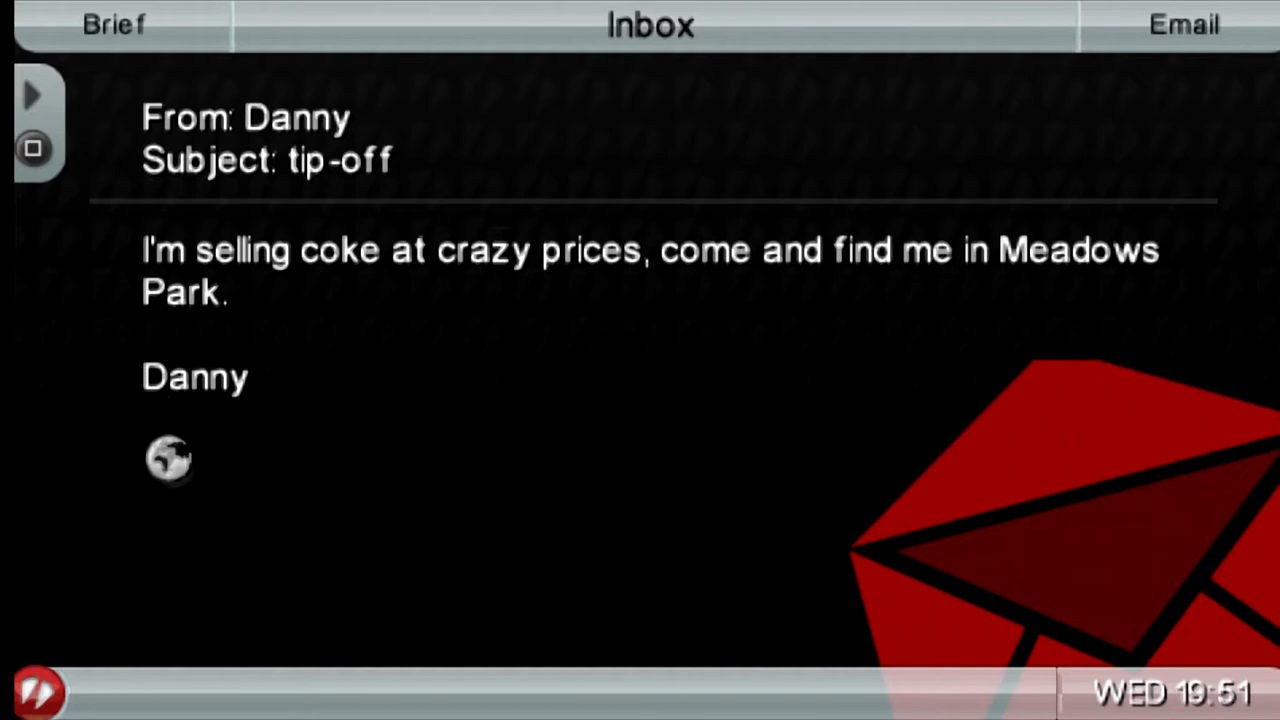 Brief Inbox Email
From: Danny
Subject: tip-off
I'm selling coke at crazy prices, come and find me in Meadows
Park.
Danny
WED 19:51